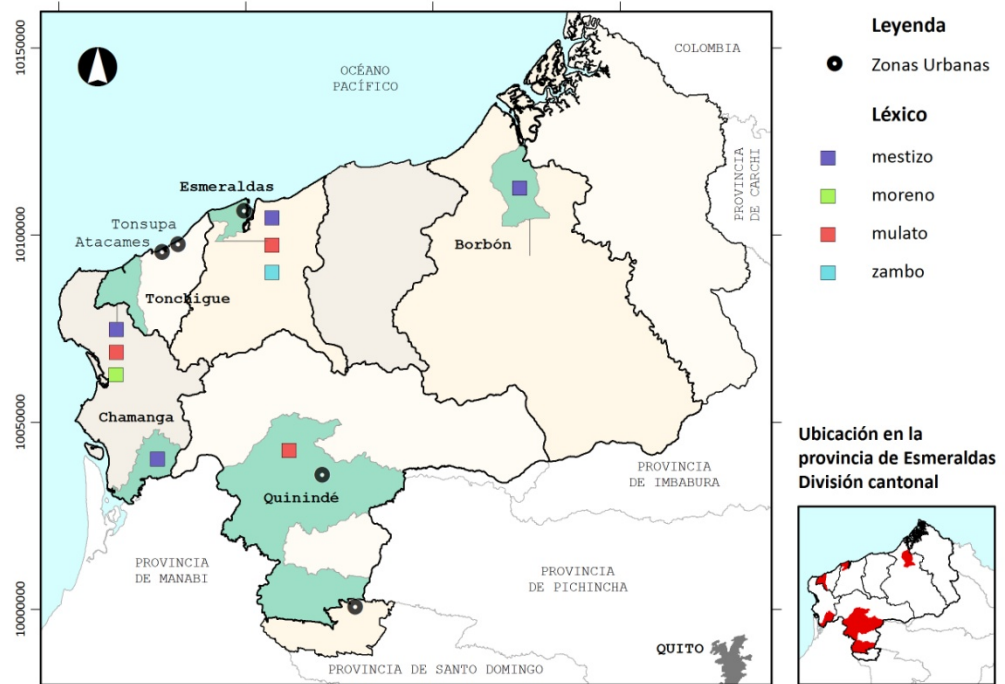 10150000
10100000
10050000
10000000
OCÉANO
PACÍFICO
COLOMBIA
PROVINCIA
DE CARCHI
Esmeraldas
Tonsupa
Atacames
Borbón
Tonchigue
Chamanga
Quinindé
PROVINCIA
DE IMBABURA
PROVINCIA
DE MANABI
PROVINCIA
DE PICHINCHA
QUITO
PROVINCIA DE SANTO DOMINGO
Leyenda
Zonas Urbanas
Léxico
mestizo
moreno
mulato
zambo
Ubicación en la
provincia de Esmeraldas
División cantonal